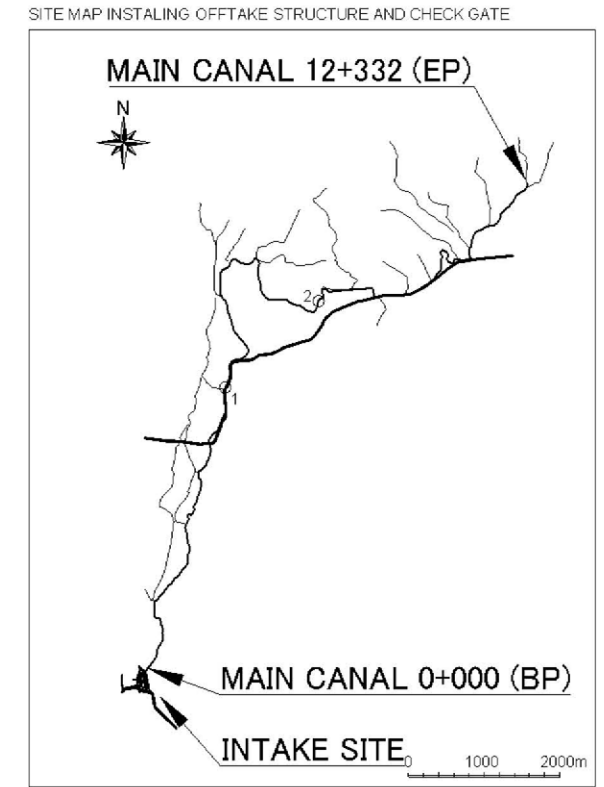 SITE MAP INSTALING OFFTAKE STRUCTURE AND CHECK GATE
MAIN CANAL 12+332 (EP)
N
2
1
MAIN CANAL 0+000 (BP)
INTAKE SITE
0 1000 2000m